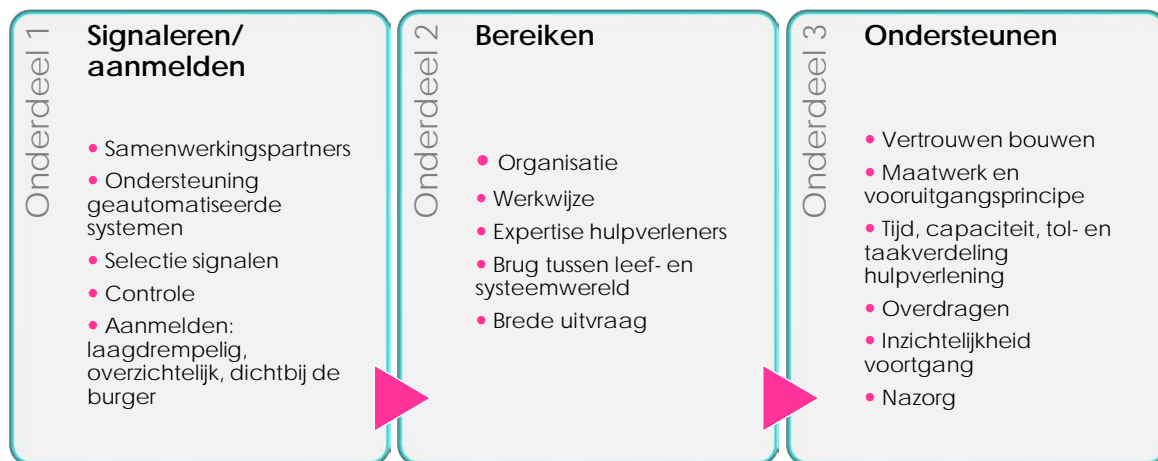 Onderdeel 1
Signaleren/
aanmelden
• Samenwerkingspartners
• Ondersteuning
geautomatiseerde
systemen
• Selectie signalen
• Controle
• Aanmelden:
laagdrempelig,
overzichtelijk, dichtbij de
burger
Onderdeel 2
Bereiken
• Organisatie
• Werkwijze
• Expertise hulpverleners
• Brug tussen leef- en
systeemwereld
• Brede uitvraag
Onderdeel 3
Ondersteunen
• Vertrouwen bouwen
• Maatwerk en
vooruitgangsprincipe
• Tijd, capaciteit, tol- en
taakverdeling
hulpverlening
• Overdragen
• Inzichtelijkheid
voortgang
• Nazorg